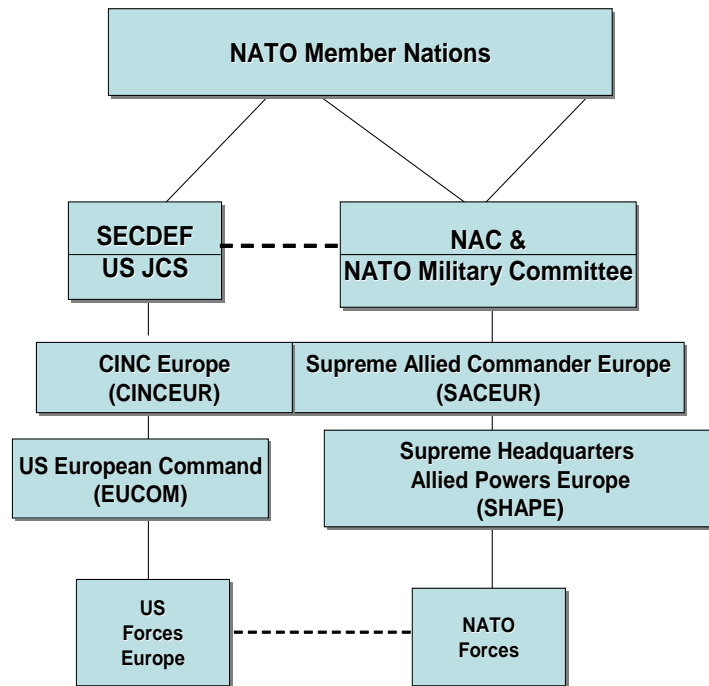 NATO Member Nations
SECDEF
US JCS
NAC &
NATO Military Committee
CINC Europe
(CINCEUR)
Supreme Allied Commander Europe
(SACEUR)
US European Command
(EUCOM)
Supreme Headquarters
Allied Powers Europe
(SHAPE)
US
Forces
Europe
NATO
Forces